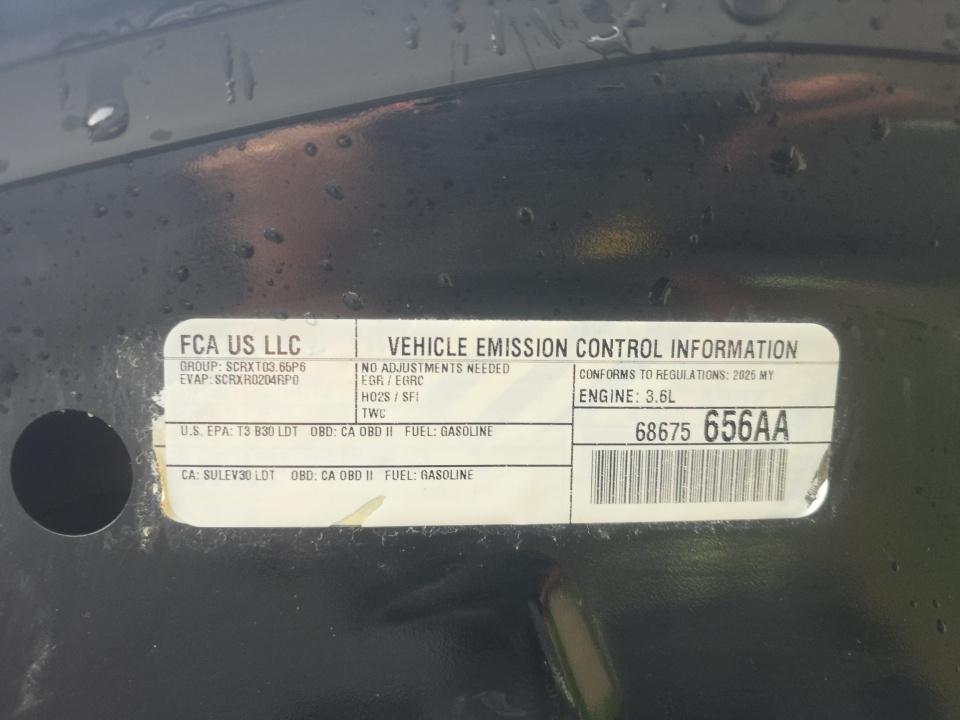 FCA US LLC
VEHICLE EMISSION CONTROL INFORMATION
GROUP: SCRXT03.65P6
EVAP: SCRXR0204RP0
NO ADJUSTMENTS NEEDED
EGR / EGRC
HO2S / SFI
TWC
CONFORMS TO REGULATIONS: 2025 MY
ENGINE: 3.6L
68675 656AA
U.S. EPA: T3 B30 LDT OBD: CA OBD II FUEL: GASOLINE
CA: SULEV30 LDT OBD: CA OBD II FUEL: GASOLINE